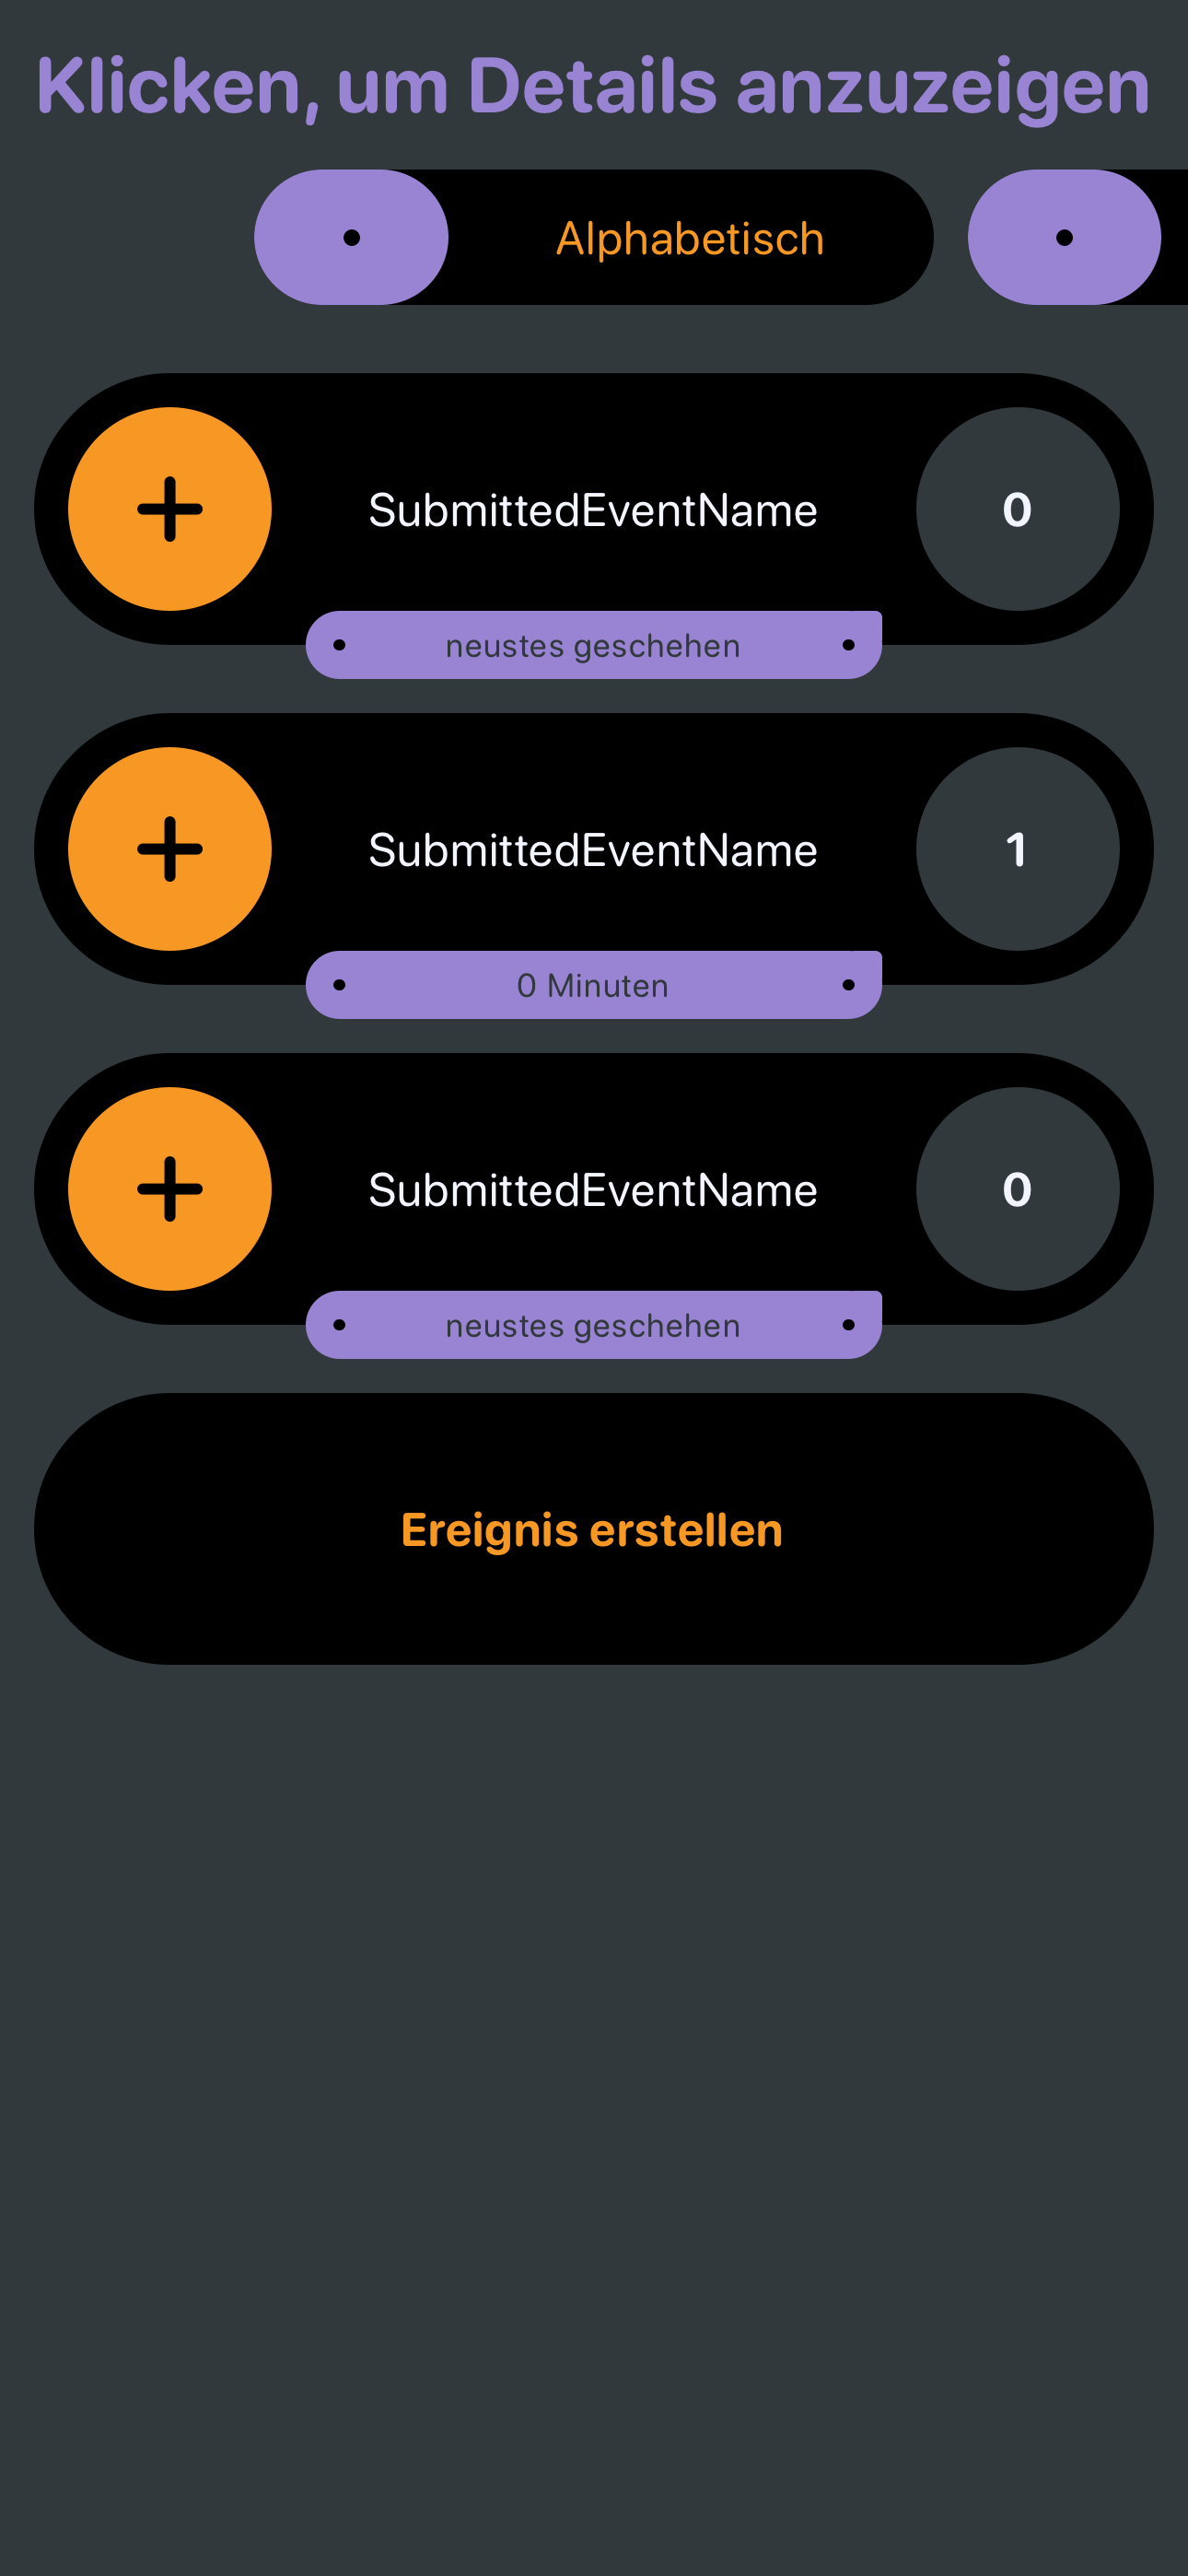 Klicken, um Details anzuzeigen
Alphabetisch
SubmittedEventName
0
neustes geschehen
SubmittedEventName
1
0 Minuten
SubmittedEventName
0
neustes geschehen
Ereignis erstellen